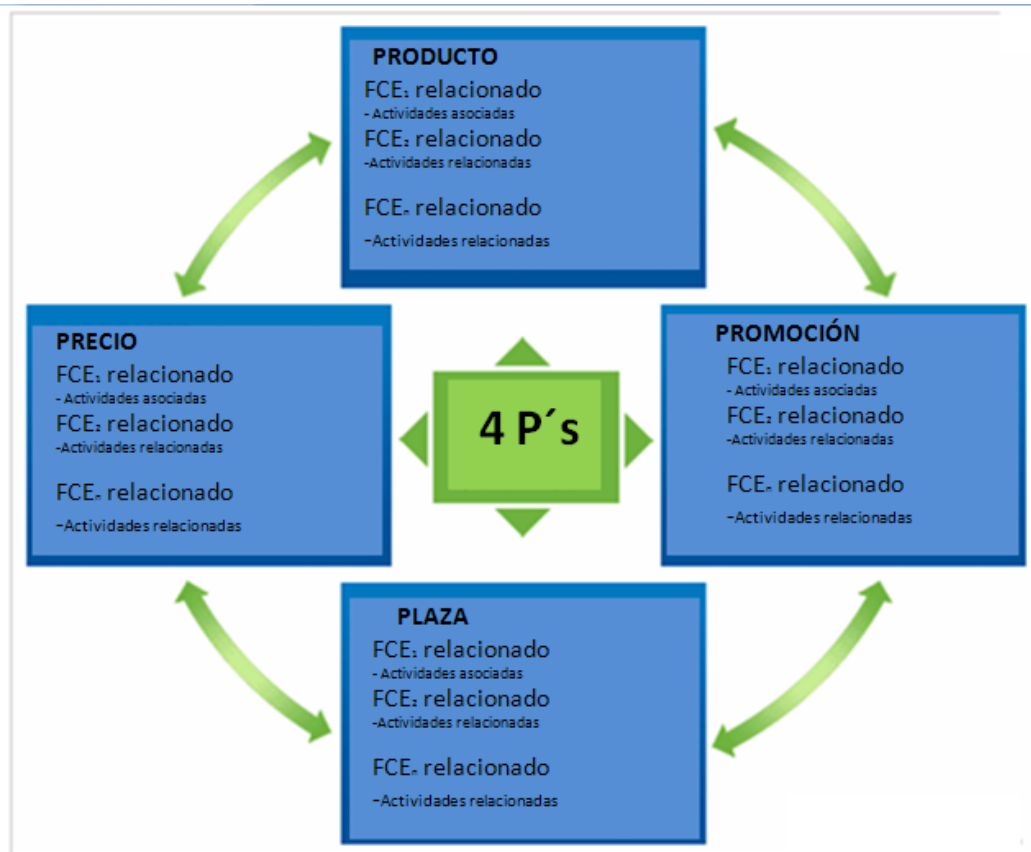 PRODUCTO
FCE₁ relacionado
- Actividades asociadas
FCE₂ relacionado
-Actividades relacionadas
FCEₙ relacionado
-Actividades relacionadas
PRECIO
FCE₁ relacionado
- Actividades asociadas
FCE₂ relacionado
-Actividades relacionadas
FCEₙ relacionado
-Actividades relacionadas
4 P´s
PROMOCIÓN
FCE₁ relacionado
- Actividades asociadas
FCE₂ relacionado
-Actividades relacionadas
FCEₙ relacionado
-Actividades relacionadas
PLAZA
FCE₁ relacionado
- Actividades asociadas
FCE₂ relacionado
-Actividades relacionadas
FCEₙ relacionado
-Actividades relacionadas